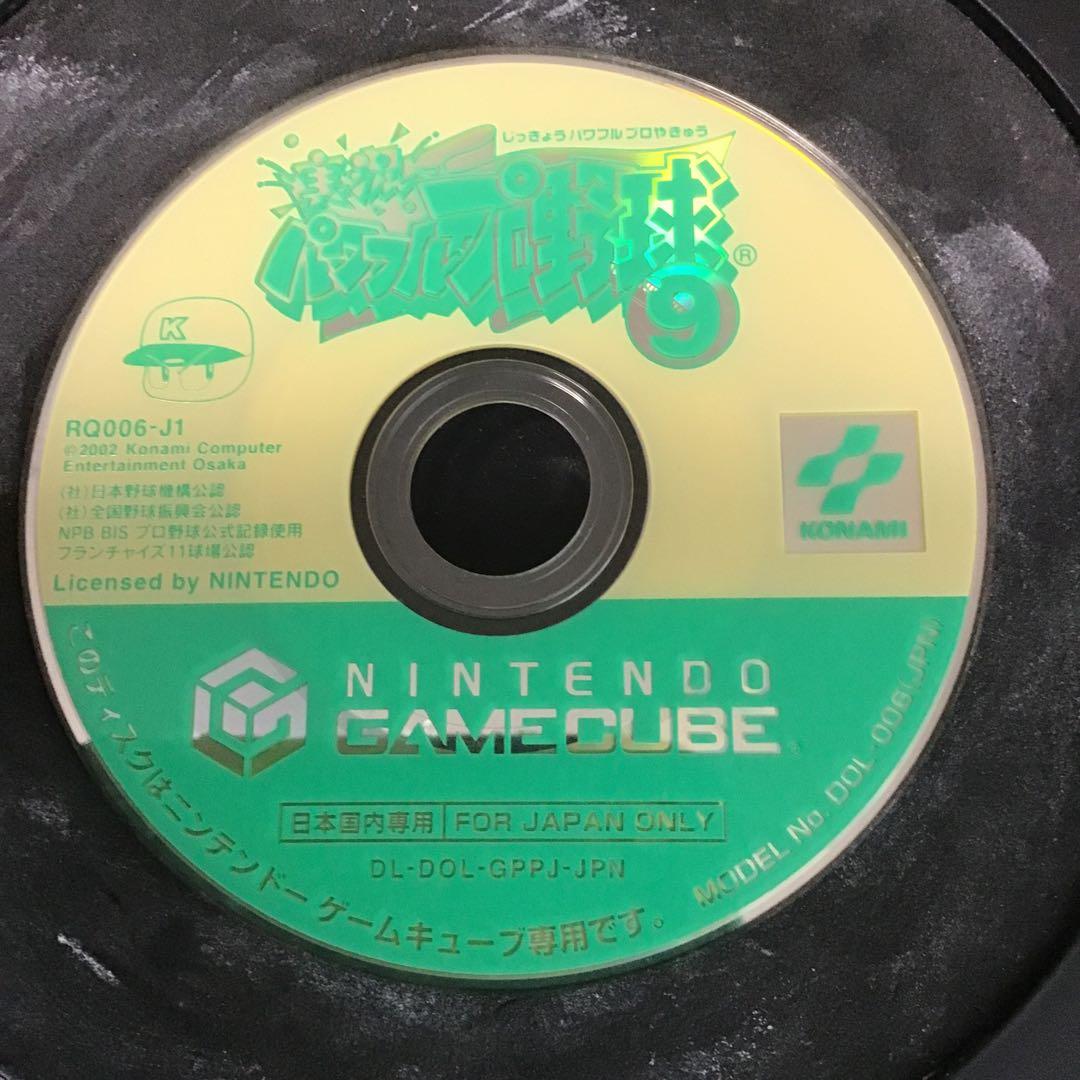 じっきょうパワフルプロやきゅう
実況
パワフルプロ野球®
9
K
RQ006-J1
©2002 Konami Computer
Entertainment Osaka
(社)日本野球機構公認
(社)全国野球振興会公認
NPB BIS プロ野球公式記録使用
フランチャイズ11球場公認
Licensed by NINTENDO
KONAMI
NINTENDO
GAMECUBE
日本国内専用 FOR JAPAN ONLY
DL-DOL-GPPJ-JPN
このディスクはニンテンドーゲームキューブ専用です。
MODEL No. DOL-006(JPN)